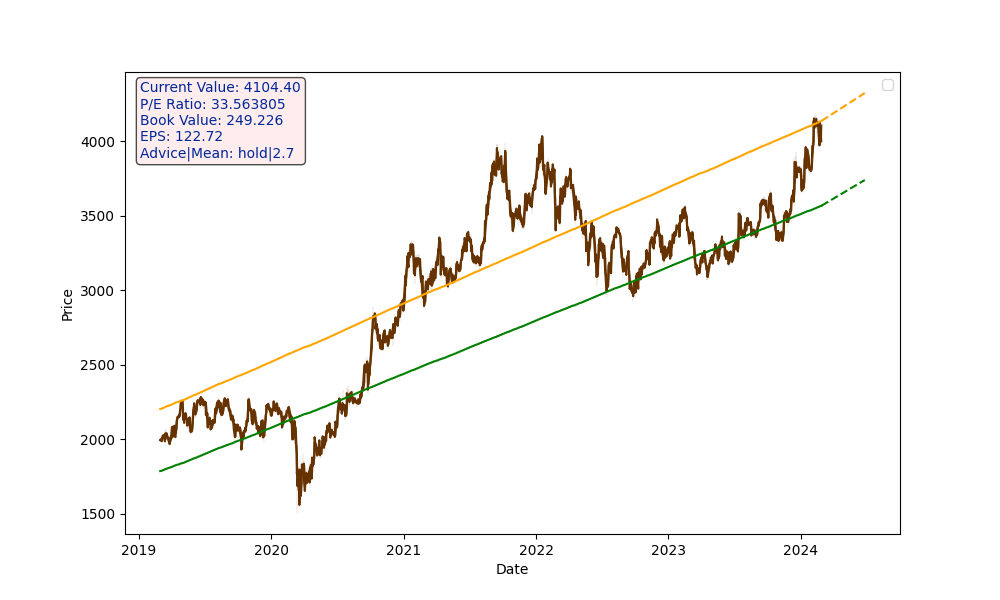 Current Value: 4104.40
P/E Ratio: 33.563805
Book Value: 249.226
EPS: 122.72
Advice|Mean: hold|2.7
4000
3500
3000
2500
2000
1500
Price
2019 2020 2021 2022 2023 2024
Date